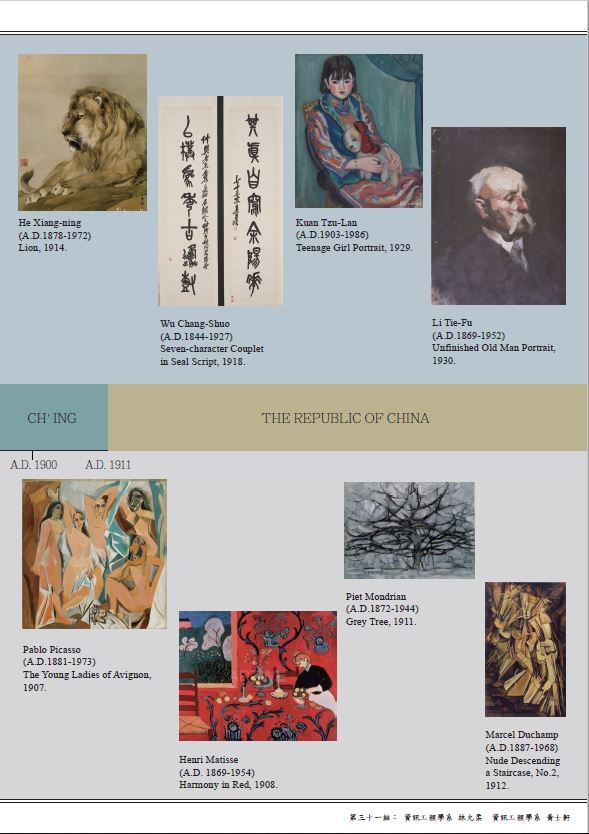 He Xiang-ning
(A.D.1878-1972)
Lion, 1914.
Wu Chang-Shuo
(A.D.1844-1927)
Seven-character Couplet
in Seal Script, 1918.
Kuan Tzu-Lan
(A.D.1903-1986)
Teenage Girl Portrait, 1929.
Li Tie-Fu
(A.D.1869-1952)
Unfinished Old Man Portrait,
1930.
CH' ING
THE REPUBLIC OF CHINA
A.D. 1900
A.D. 1911
Pablo Picasso
(A.D.1881-1973)
The Young Ladies of Avignon,
1907.
Henri Matisse
(A.D. 1869-1954)
Harmony in Red, 1908.
Piet Mondrian
(A.D.1872-1944)
Grey Tree, 1911.
Marcel Duchamp
(A.D.1887-1968)
Nude Descending
a Staircase, No.2,
1912.
第三十一組： 資訊工程學系 林允柔 資訊工程學系 黃士軒